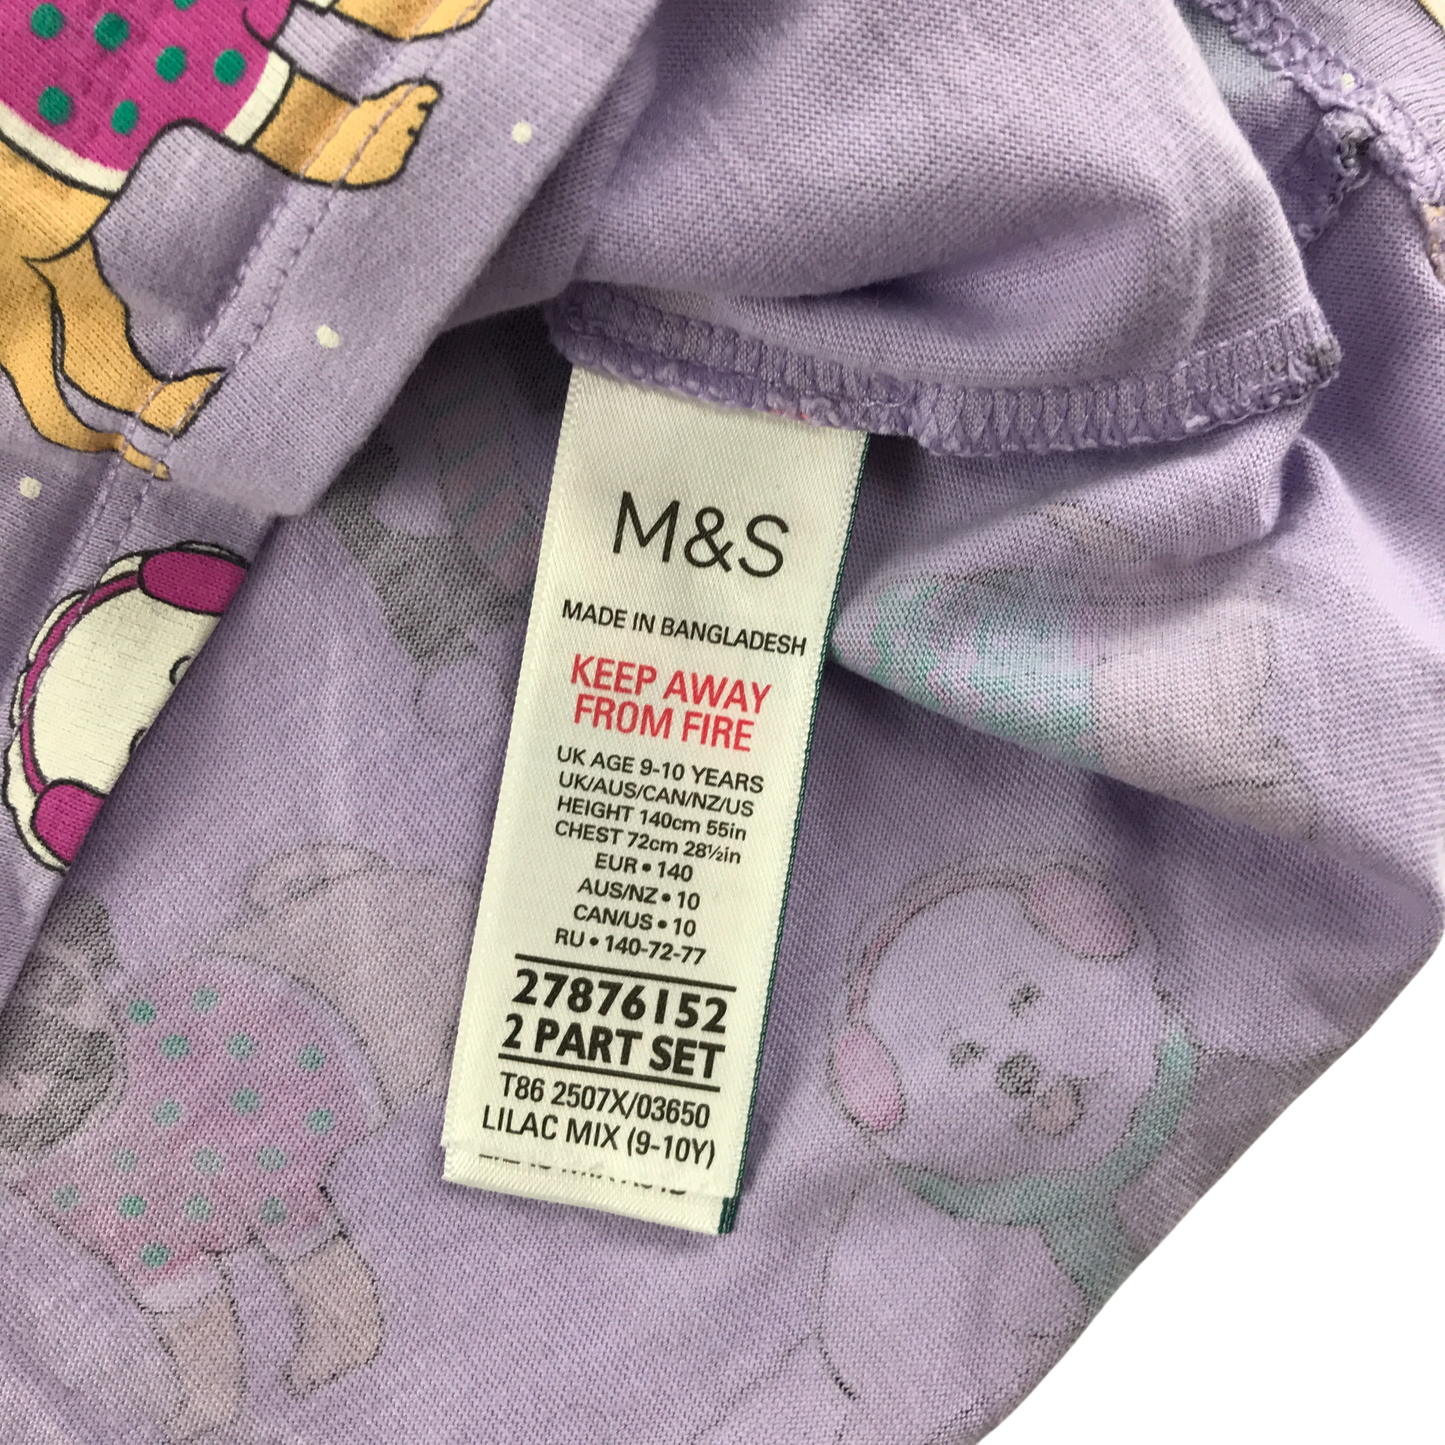 M&S
MADE IN BANGLADESH
KEEP AWAY
FROM FIRE
UK AGE 9-10 YEARS
UK/AUS/CAN/NZ/US
HEIGHT 140cm 55in
CHEST 72cm 28½in
EUR • 140
AUS/NZ • 10
CAN/US • 10
RU • 140-72-77
27876152
2 PART SET
T86 2507X/03650
LILAC MIX (9-10Y)